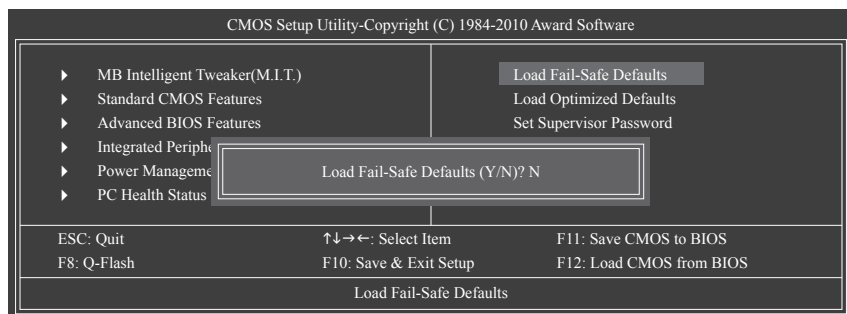 CMOS Setup Utility-Copyright (C) 1984-2010 Award Software
MB Intelligent Tweaker(M.I.T.)
Standard CMOS Features
Advanced BIOS Features
Integrated Periphe
Power Manageme
PC Health Status
Load Fail-Safe Defaults
Load Optimized Defaults
Set Supervisor Password
Load Fail-Safe Defaults (Y/N)? N
ESC: Quit ↑↓→←: Select Item F11: Save CMOS to BIOS
F8: Q-Flash F10: Save & Exit Setup F12: Load CMOS from BIOS
Load Fail-Safe Defaults